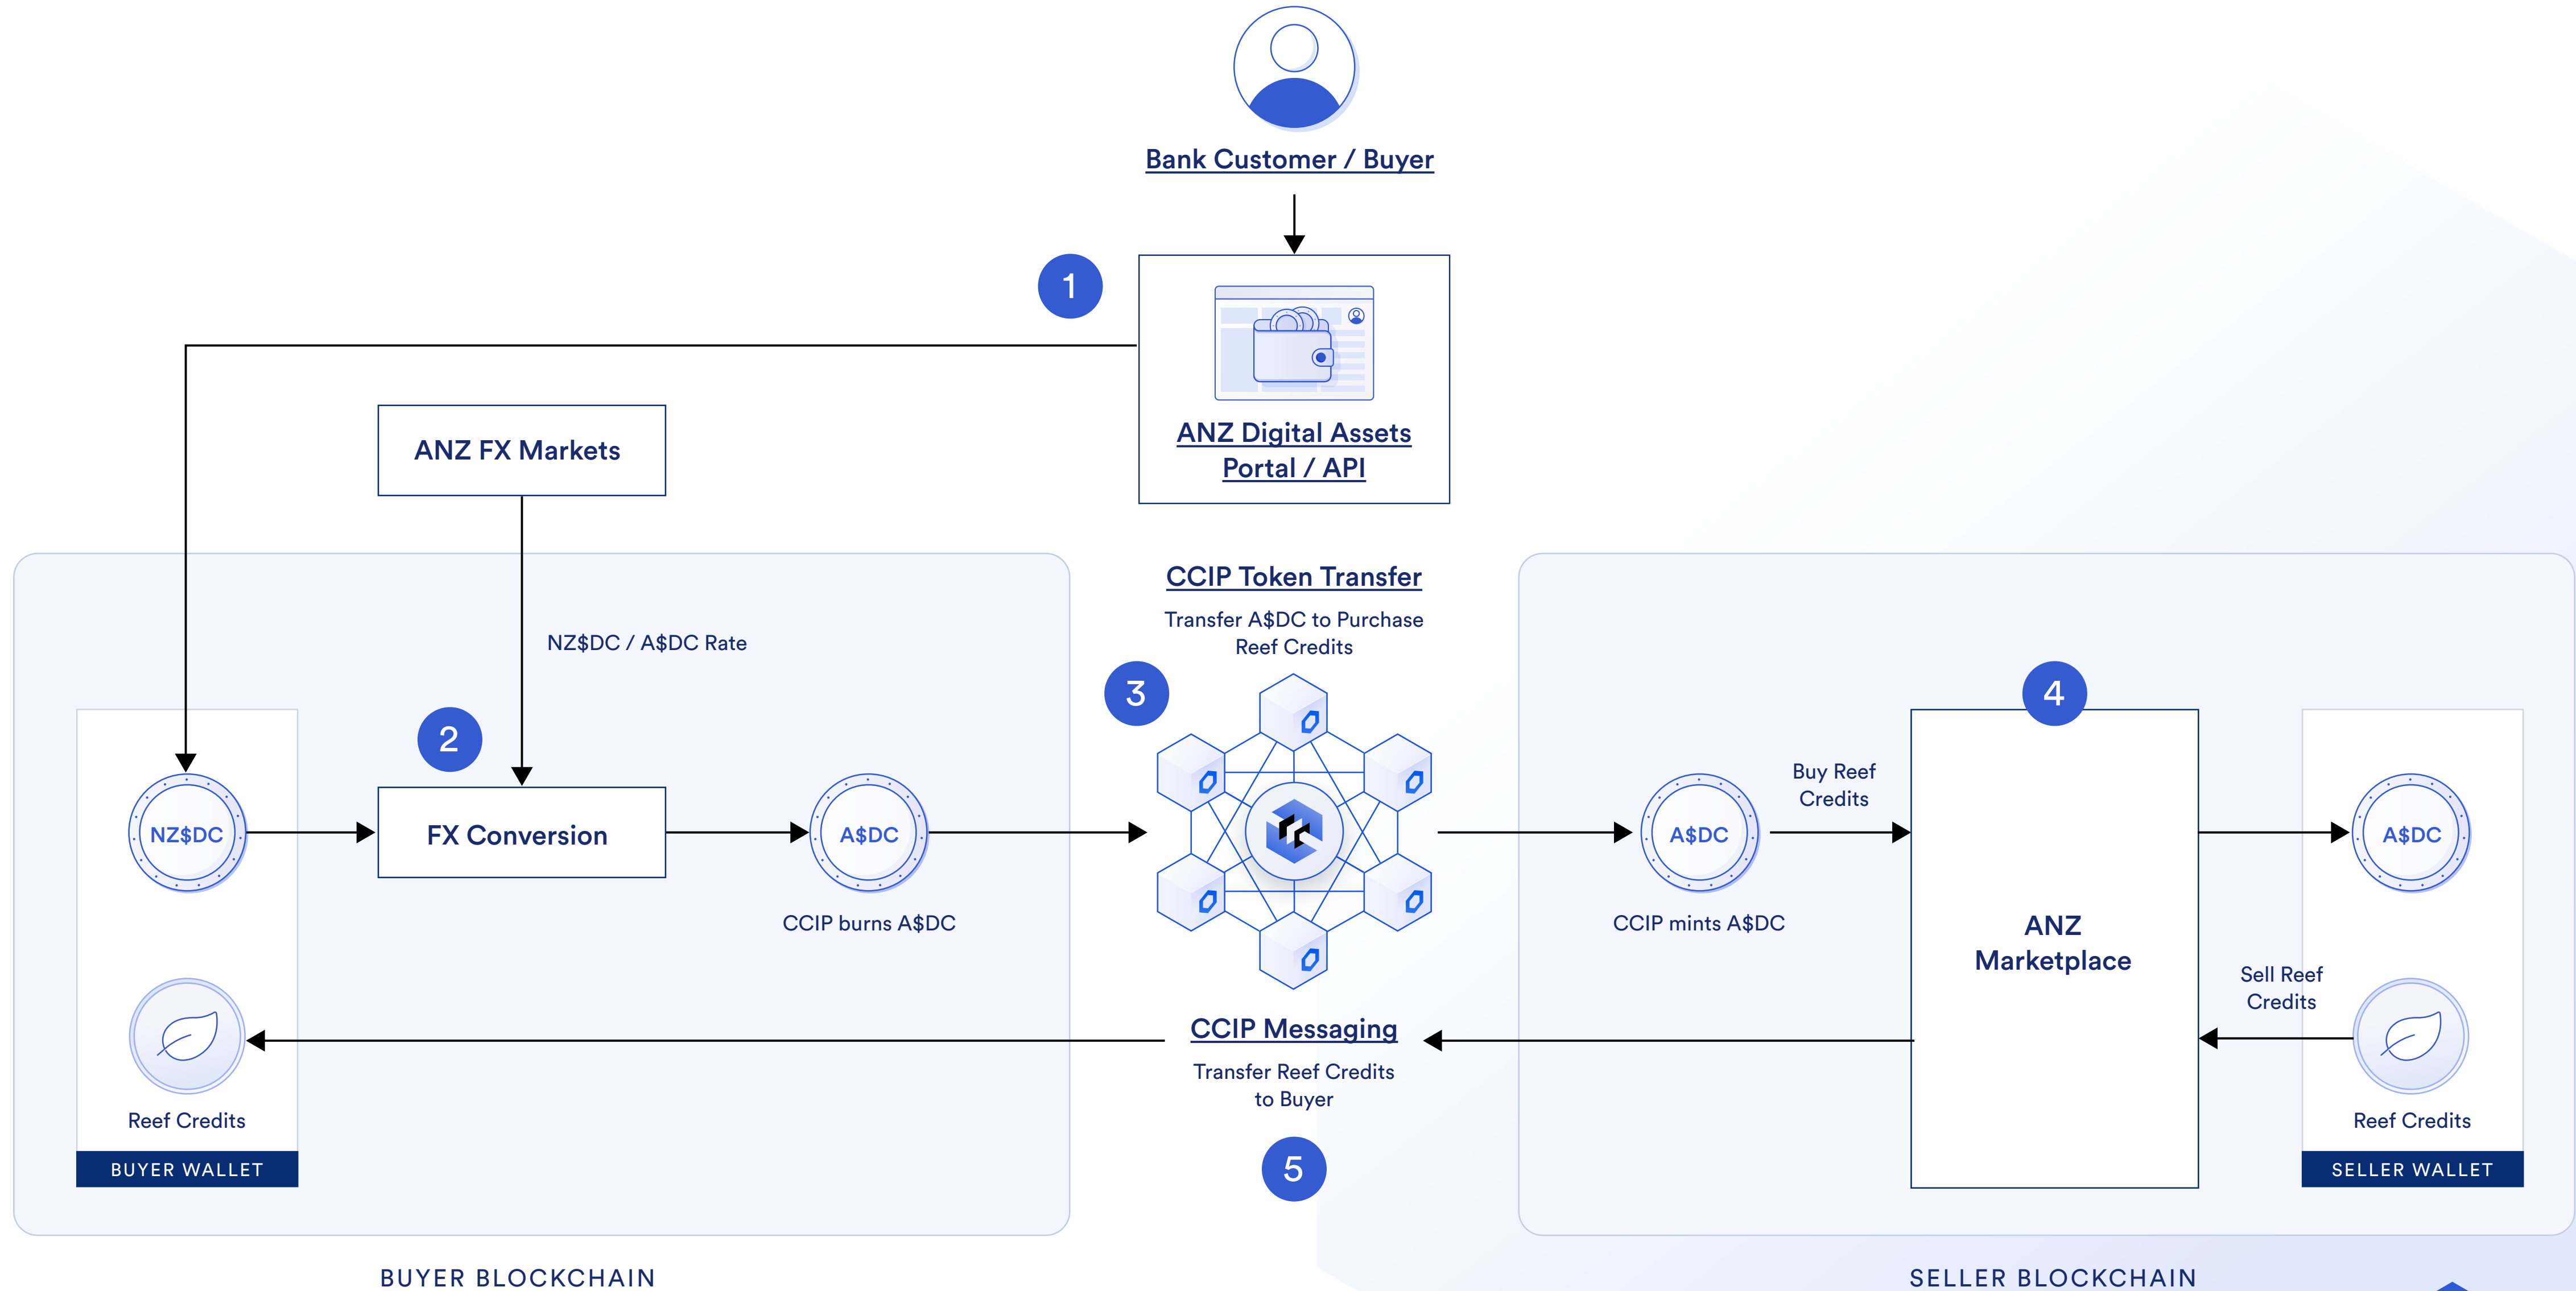 Bank Customer / Buyer
1
ANZ Digital Assets
Portal / API
ANZ FX Markets
NZ$DC / A$DC Rate
2
NZ$DC
FX Conversion
A$DC
CCIP burns A$DC
Reef Credits
BUYER WALLET
BUYER BLOCKCHAIN
CCIP Token Transfer
Transfer A$DC to Purchase
Reef Credits
3
CCIP Messaging
Transfer Reef Credits
to Buyer
5
A$DC
CCIP mints A$DC
Buy Reef
Credits
4
ANZ
Marketplace
A$DC
Sell Reef
Credits
Reef Credits
SELLER WALLET
SELLER BLOCKCHAIN